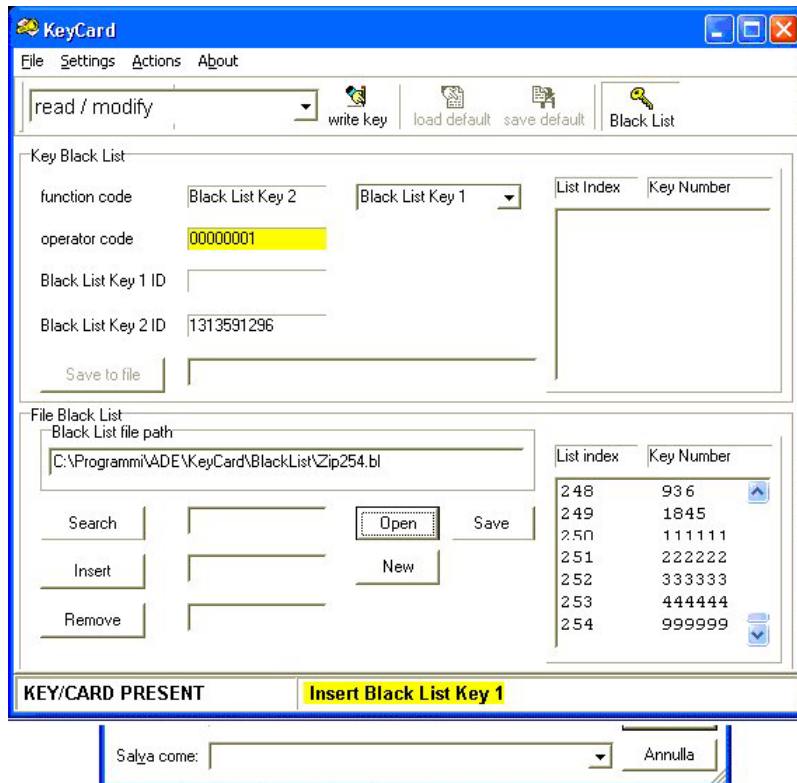 KeyCard
File Settings Actions About
read / modify
write key
load default
save default
Black List
Key Black List
function code
Black List Key 2
Black List Key 1
List Index
Key Number
operator code
00000001
Black List Key 1 ID
Black List Key 2 ID
1313591296
Save to file
File Black List
Black List file path
C:\Programmi\ADE\KeyCard\BlackList\Zip254.bl
List index
Key Number
248 936
249 1845
250 111111
251 222222
252 333333
253 444444
254 999999
Search
Open
Save
Insert
New
Remove
KEY/CARD PRESENT
Insert Black List Key 1
Salva come:
Annulla